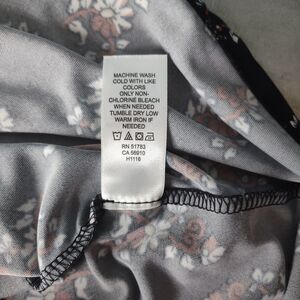 MACHINE WASH
COLD WITH LIKE
COLORS
ONLY NON-
CHLORINE BLEACH
WHEN NEEDED
TUMBLE DRY LOW
WARM IRON IF
NEEDED
RN 51783
CA 56910
H1116